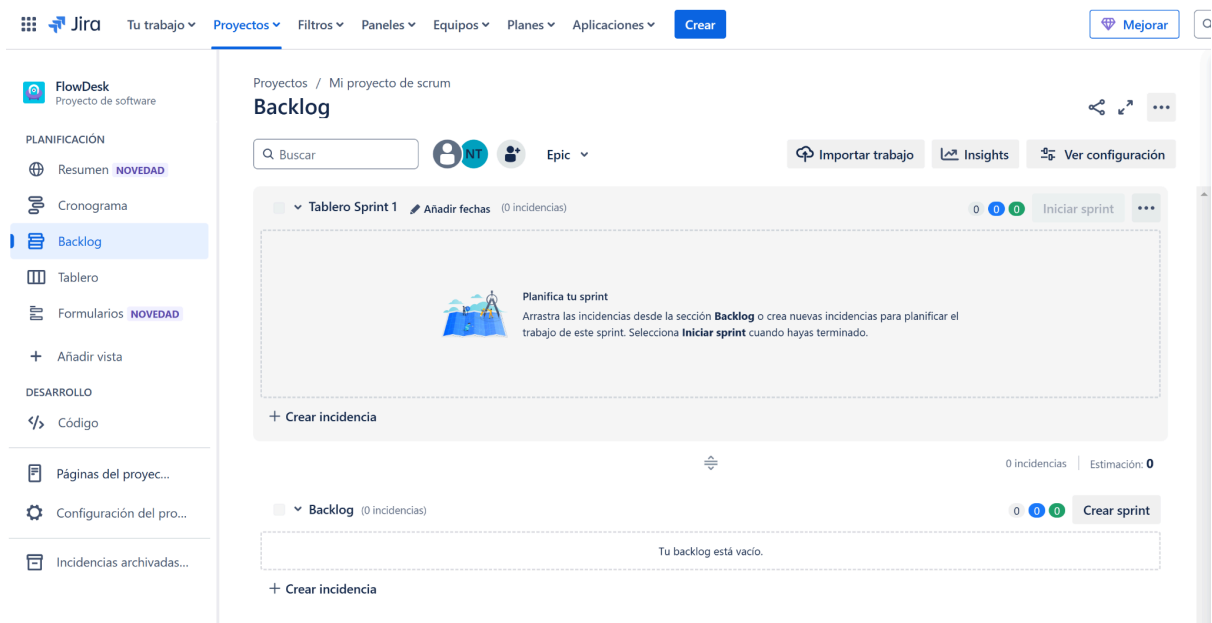 Jira
Tu trabajo
Proyectos
Filtros
Paneles
Equipos
Planes
Aplicaciones
Crear
Mejorar
FlowDesk
Proyecto de software
PLANIFICACIÓN
Resumen NOVEDAD
Cronograma
Backlog
Tablero
Formularios NOVEDAD
Añadir vista
DESARROLLO
Código
Páginas del proyec...
Configuración del pro...
Incidencias archivadas...
Proyectos / Mi proyecto de scrum
Backlog
Buscar
NT
Epic
Importar trabajo
Insights
Ver configuración
Tablero Sprint 1 Añadir fechas (0 incidencias)
0 0 0 Iniciar sprint
Planifica tu sprint
Arrastra las incidencias desde la sección Backlog o crea nuevas incidencias para planificar el
trabajo de este sprint. Selecciona Iniciar sprint cuando hayas terminado.
+ Crear incidencia
0 incidencias Estimación: 0
Backlog (0 incidencias)
0 0 0 Crear sprint
Tu backlog está vacío.
+ Crear incidencia